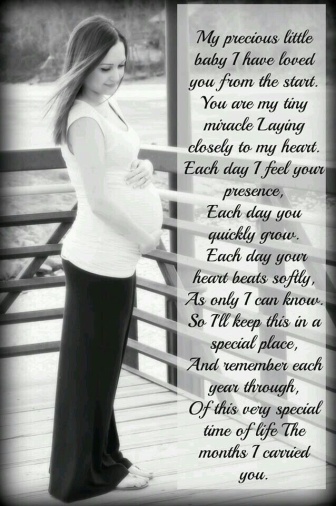 My precious little
baby I have loved
you from the start.
You are my tiny
miracle Laying
closely to my heart.
Each day I feel your
presence,
Each day you
quickly grow.
Each day your
heart beats softly,
As only I can know.
So I'll keep this in a
special place,
And remember each
year through,
Of this very special
time of life The
months I carried
you.